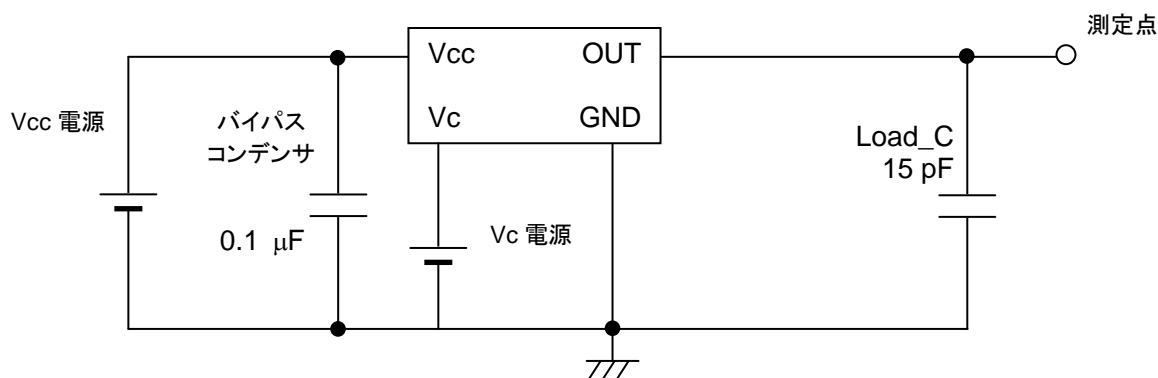 測定点
Vcc OUT
Vc GND
Vcc 電源
バイパス
コンデンサ
0.1 μF
Vc 電源
Load_C
15 pF